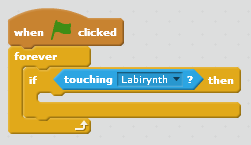 when clicked
forever
if touching Labirynth ? then